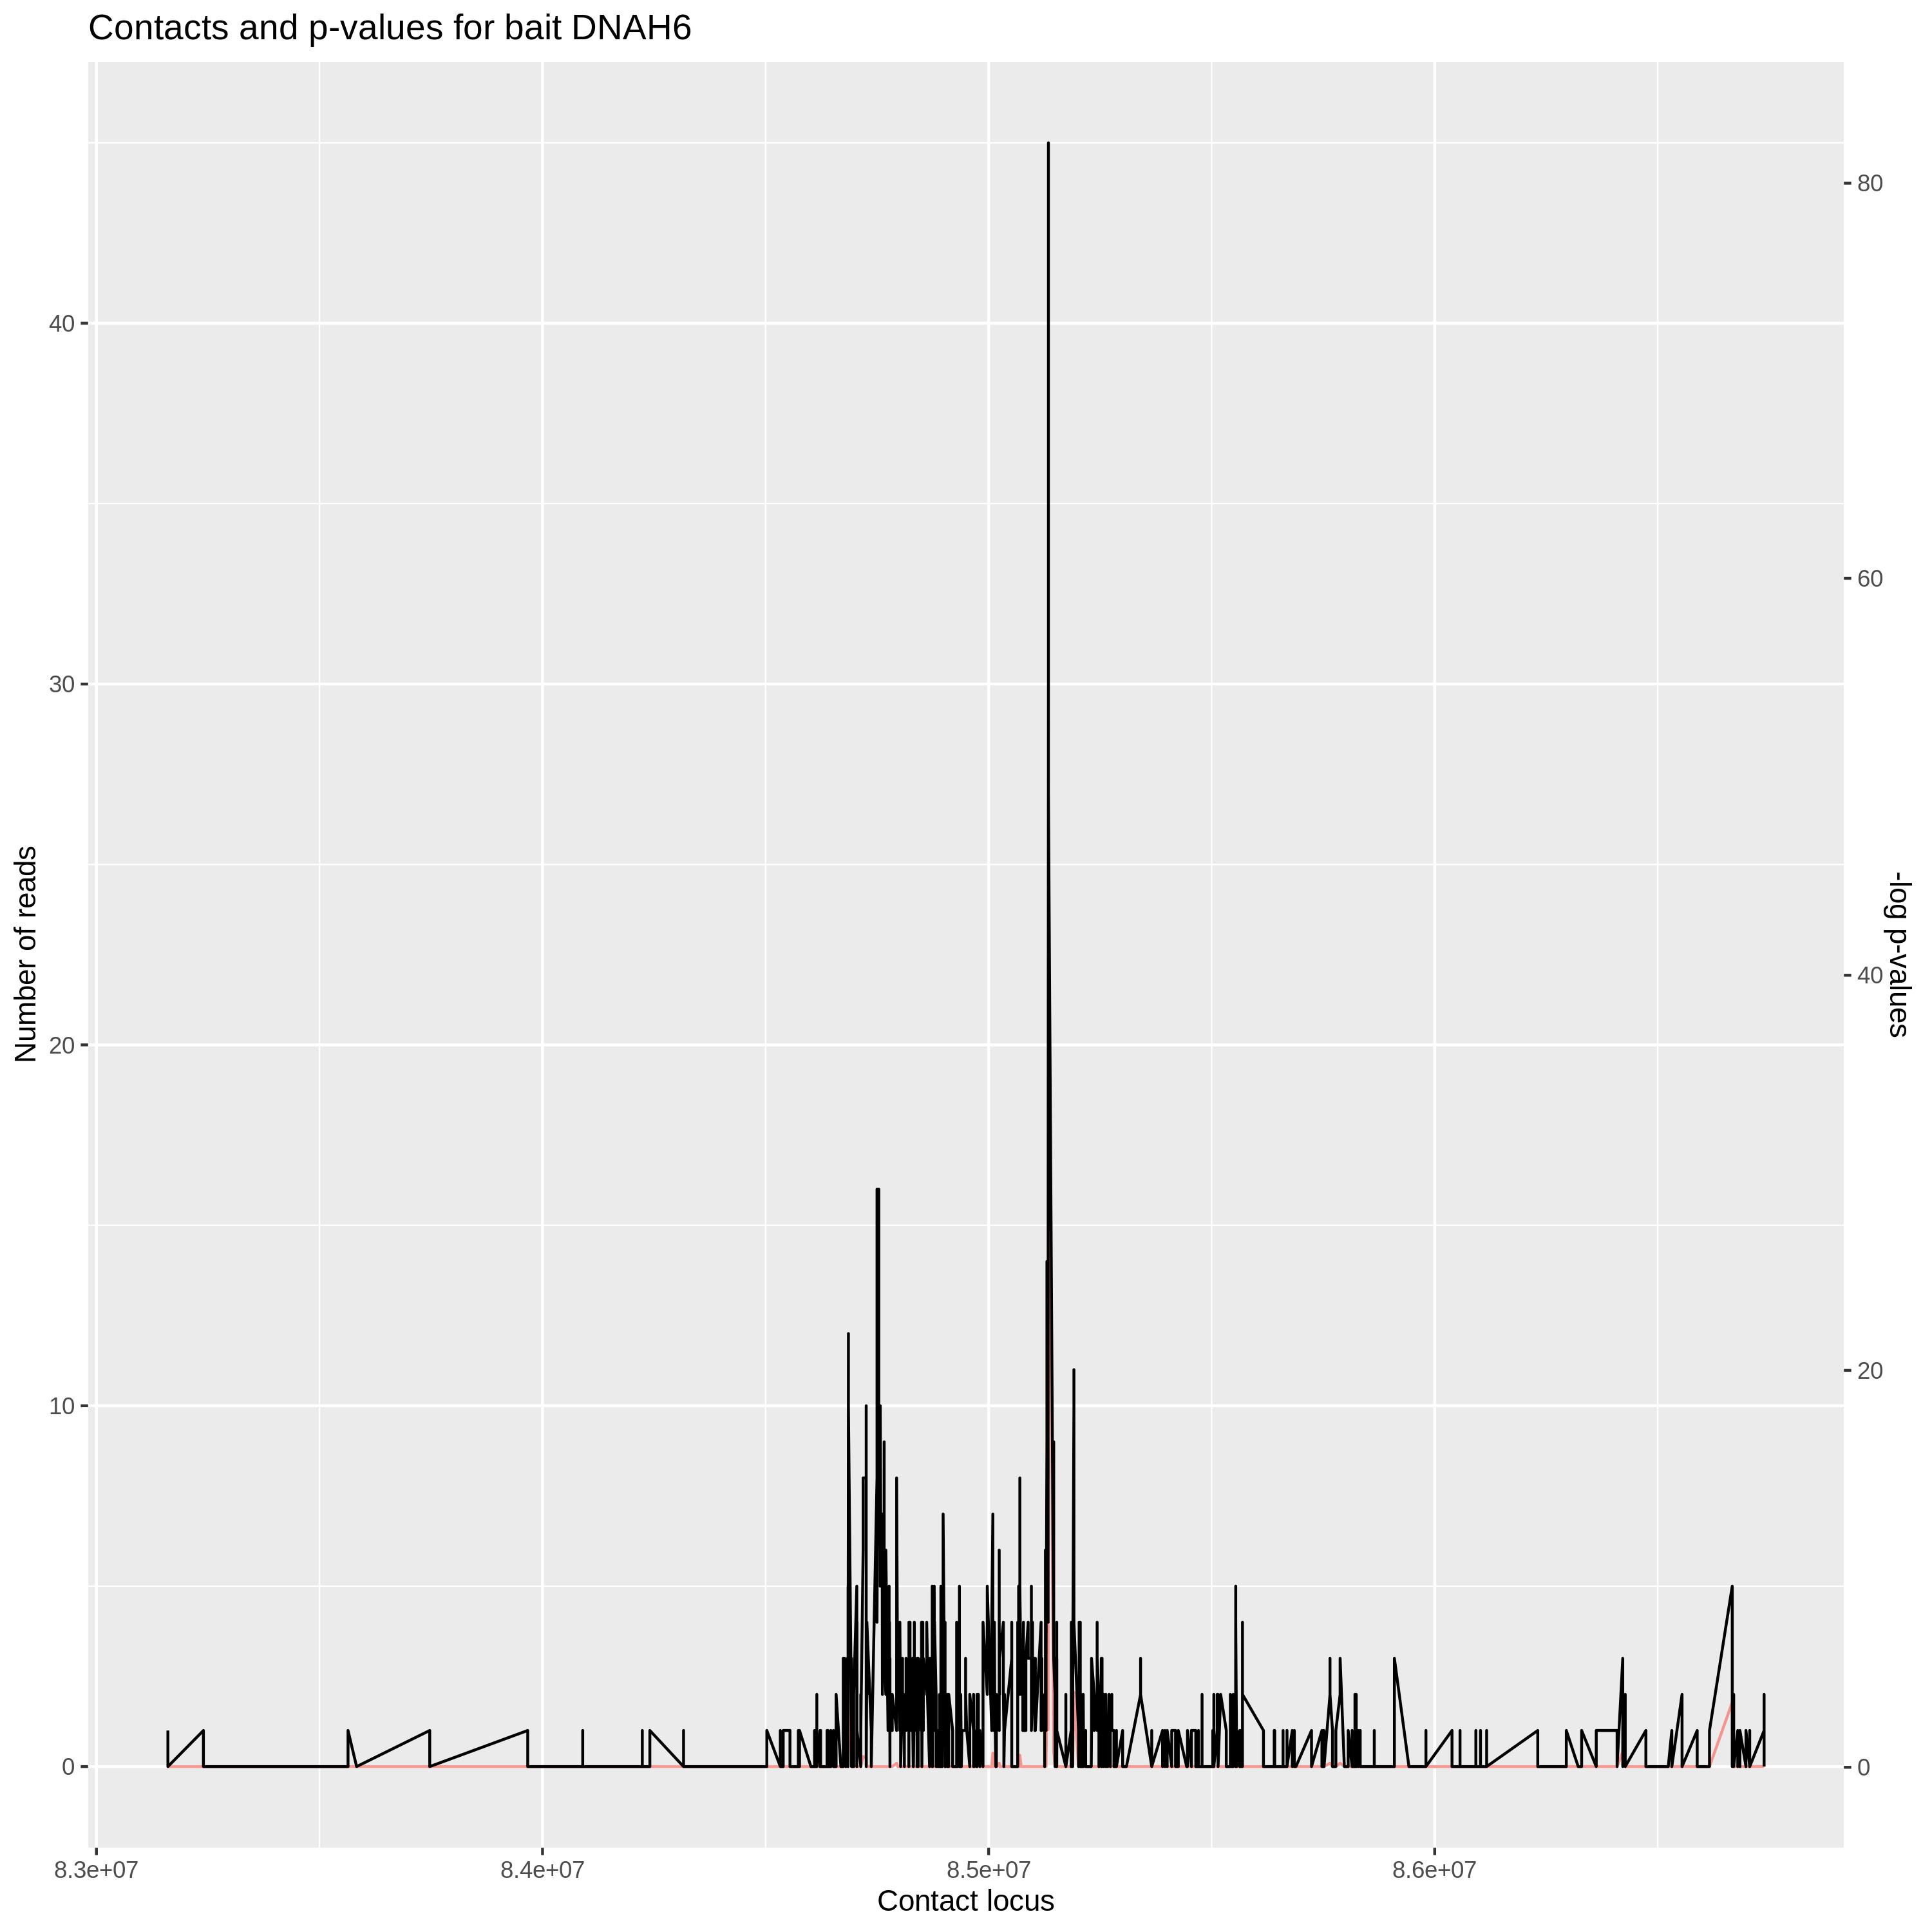 Contacts and p-values for bait DNAH6
Number of reads
40
30
20
10
0
80
60
40
20
0
-log p-values
8.3e+07 8.4e+07 8.5e+07 8.6e+07
Contact locus